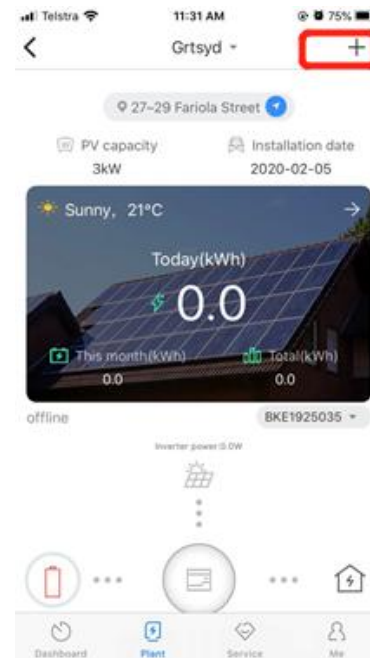 Telstra 11:31 AM 75%
Grtsyd
27-29 Fariola Street
PV capacity Installation date
3kW 2020-02-05
Sunny, 21°C
Today(kWh)
0.0
This month(kWh) Total(kWh)
0.0 0.0
offline BKE1925035
Inverter power:0.0W
Dashboard Plant Service Me